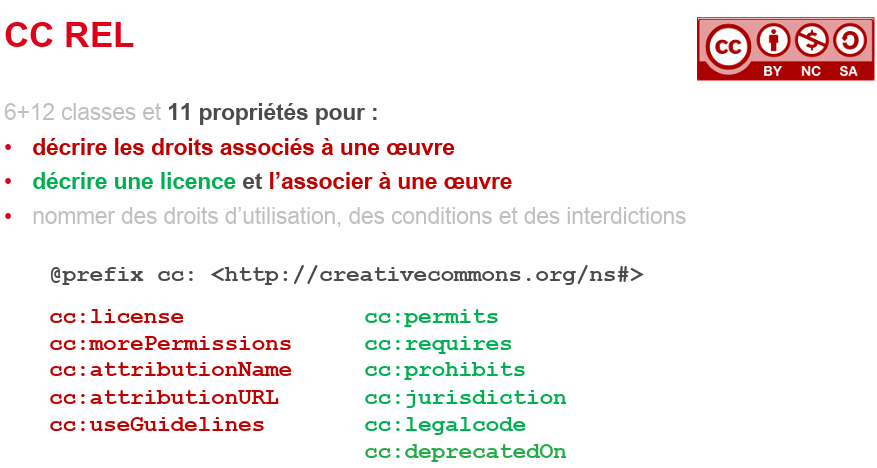 CC REL
cc
BY NC SA
6+12 classes et 11 propriétés pour :
• décrire les droits associés à une œuvre
• décrire une licence et l’associer à une œuvre
• nommer des droits d’utilisation, des conditions et des interdictions
@prefix cc: <http://creativecommons.org/ns#>
cc:license
cc:morePermissions
cc:attributionName
cc:attributionURL
cc:useGuidelines
cc:permits
cc:requires
cc:prohibits
cc:jurisdiction
cc:legalcode
cc:deprecatedOn